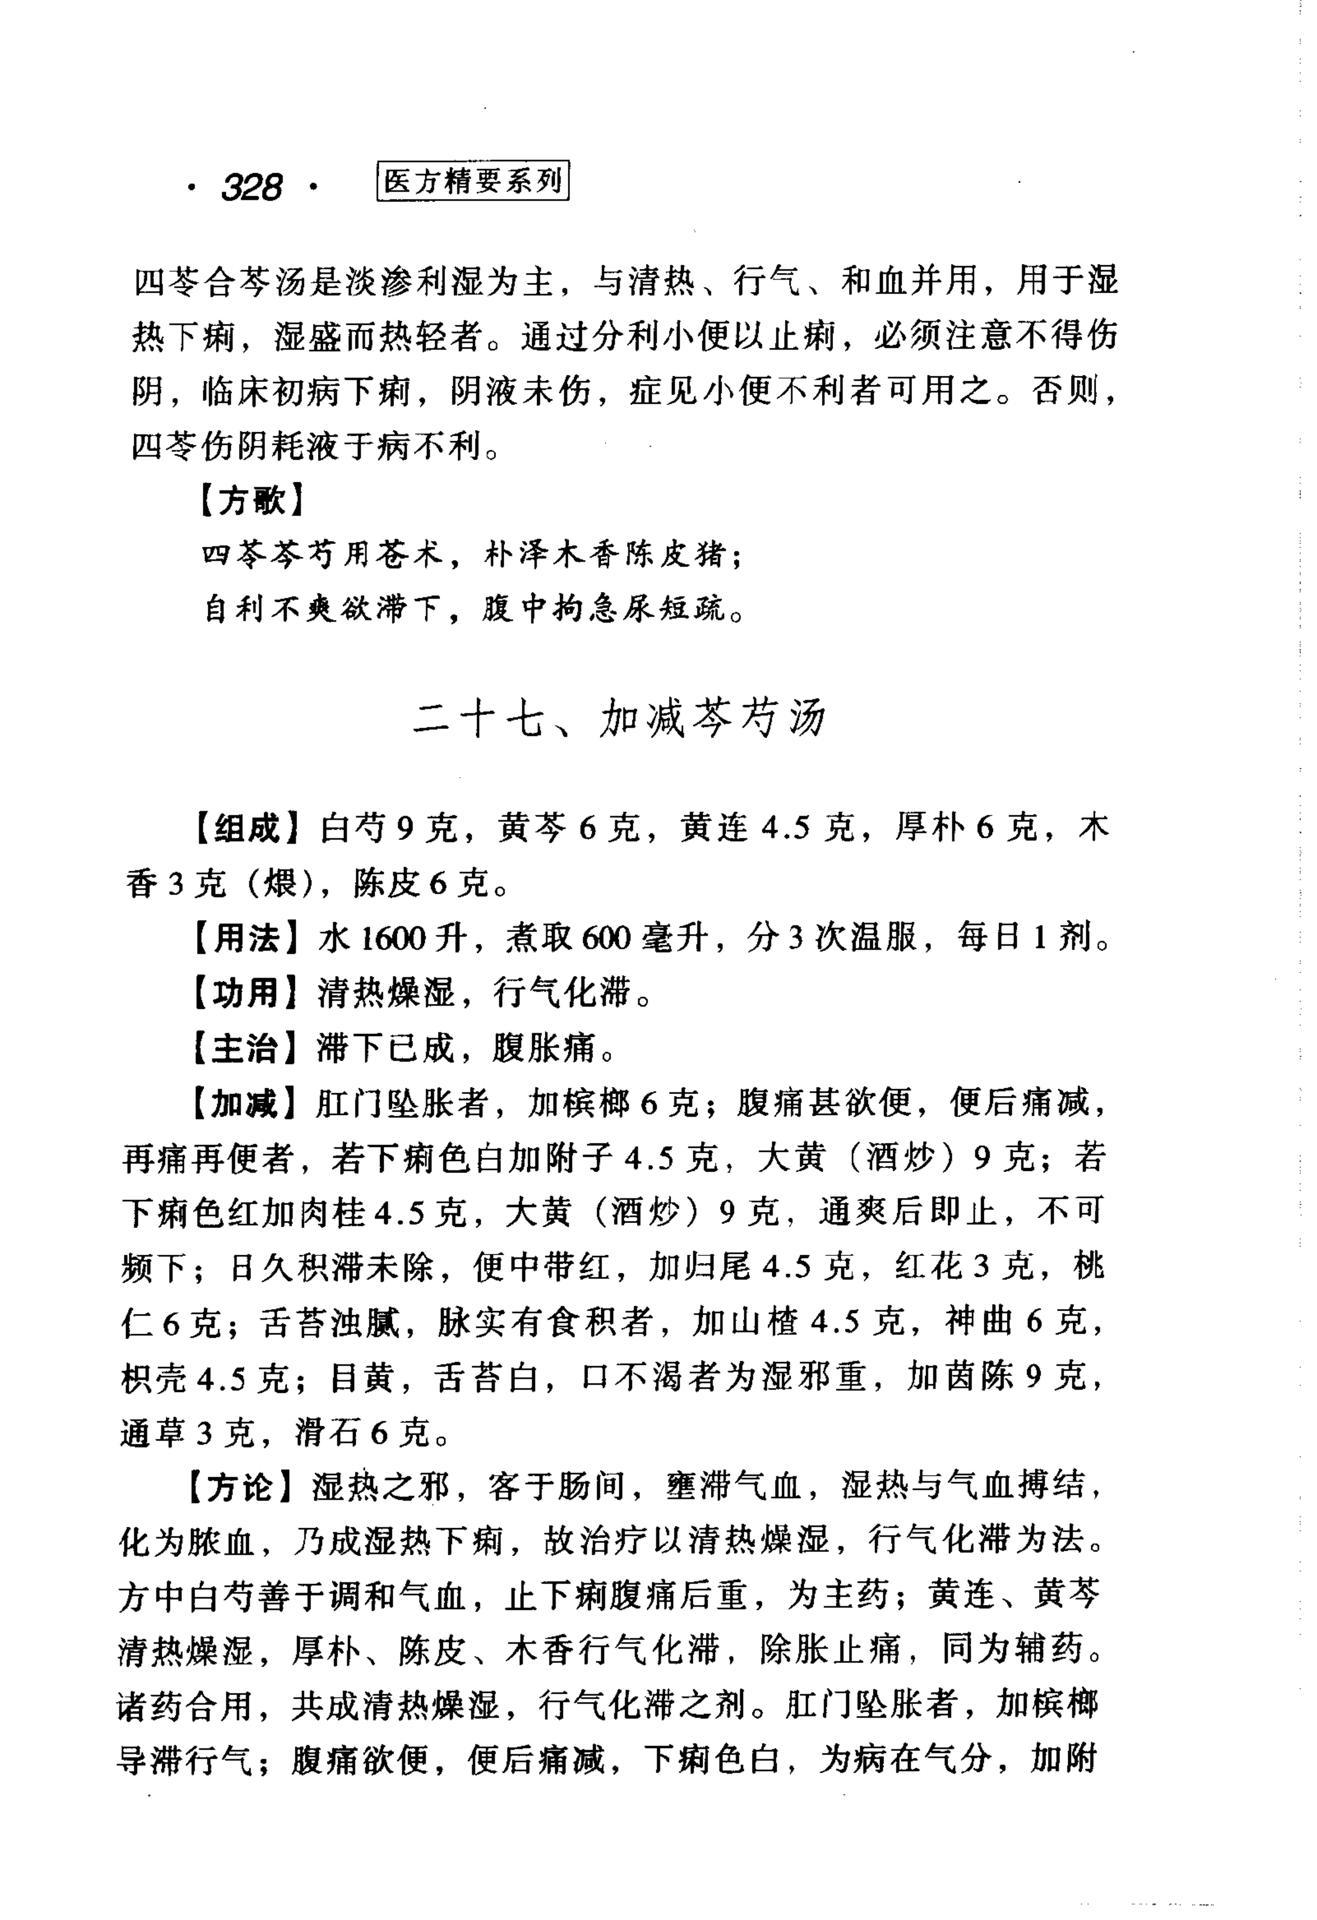 · 328 · 医方精要系列
四苓合芩汤是淡渗利湿为主，与清热、行气、和血并用，用于湿
热下痢，湿盛而热轻者。通过分利小便以止痢，必须注意不得伤
阴，临床初病下痢，阴液未伤，症见小便不利者可用之。否则，
四苓伤阴耗液于病不利。
【方歌】
四苓芩芍用苍术，朴泽木香陈皮猪；
自利不爽欲滞下，腹中拘急尿短疏。
二十七、加减芩芍汤
【组成】白芍 9 克，黄芩 6 克，黄连 4.5 克，厚朴 6 克，木
香 3 克（煨），陈皮 6 克。
【用法】水 1600 升，煮取 600 毫升，分 3 次温服，每日 1 剂。
【功用】清热燥湿，行气化滞。
【主治】滞下已成，腹胀痛。
【加减】肛门坠胀者，加槟榔 6 克；腹痛甚欲便，便后痛减，
再痛再便者，若下痢色白加附子 4.5 克，大黄（酒炒）9 克；若
下痢色红加肉桂 4.5 克，大黄（酒炒）9 克，通爽后即止，不可
频下；日久积滞未除，便中带红，加归尾 4.5 克，红花 3 克，桃
仁 6 克；舌苔浊腻，脉实有食积者，加山楂 4.5 克，神曲 6 克，
枳壳 4.5 克；目黄，舌苔白，口不渴者为湿邪重，加茵陈 9 克，
通草 3 克，滑石 6 克。
【方论】湿热之邪，客于肠间，壅滞气血，湿热与气血搏结，
化为脓血，乃成湿热下痢，故治疗以清热燥湿，行气化滞为法。
方中白芍善于调和气血，止下痢腹痛后重，为主药；黄连、黄芩
清热燥湿，厚朴、陈皮、木香行气化滞，除胀止痛，同为辅药。
诸药合用，共成清热燥湿，行气化滞之剂。肛门坠胀者，加槟榔
导滞行气；腹痛欲便，便后痛减，下痢色白，为病在气分，加附